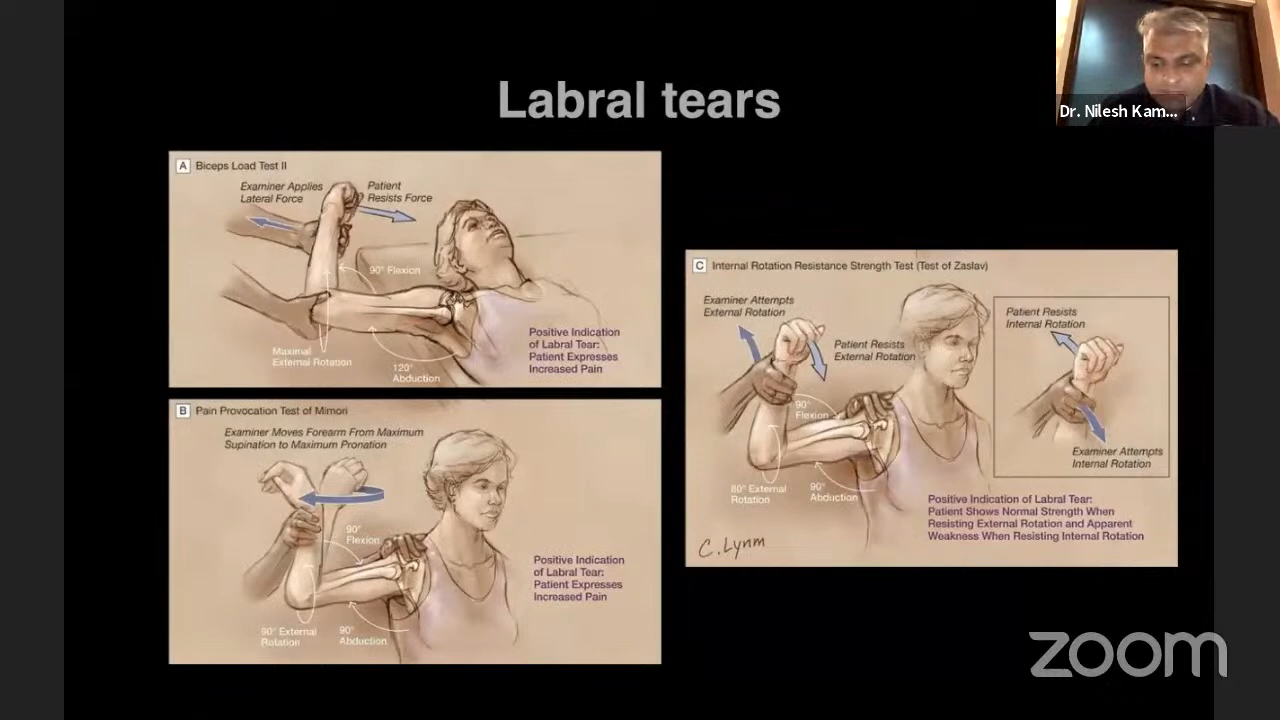 Labral tears
Dr. Nilesh Kam...
A Biceps Load Test II
Examiner Applies
Lateral Force
Patient
Resists Force
90° Flexion
Maximal
External Rotation
120°
Abduction
Positive Indication
of Labral Tear:
Patient Expresses
Increased Pain
B Pain Provocation Test of Mimori
Examiner Moves Forearm From Maximum
Supination to Maximum Pronation
90°
Flexion
90° External
Rotation
90°
Abduction
Positive Indication
of Labral Tear:
Patient Expresses
Increased Pain
C Internal Rotation Resistance Strength Test (Test of Zaslav)
Examiner Attempts
External Rotation
Patient Resists
External Rotation
90°
Flexion
80° External
Rotation
90°
Abduction
Patient Resists
Internal Rotation
Examiner Attempts
Internal Rotation
Positive Indication of Labral Tear:
Patient Shows Normal Strength When
Resisting External Rotation and Apparent
Weakness When Resisting Internal Rotation
C. Lynm
zoom